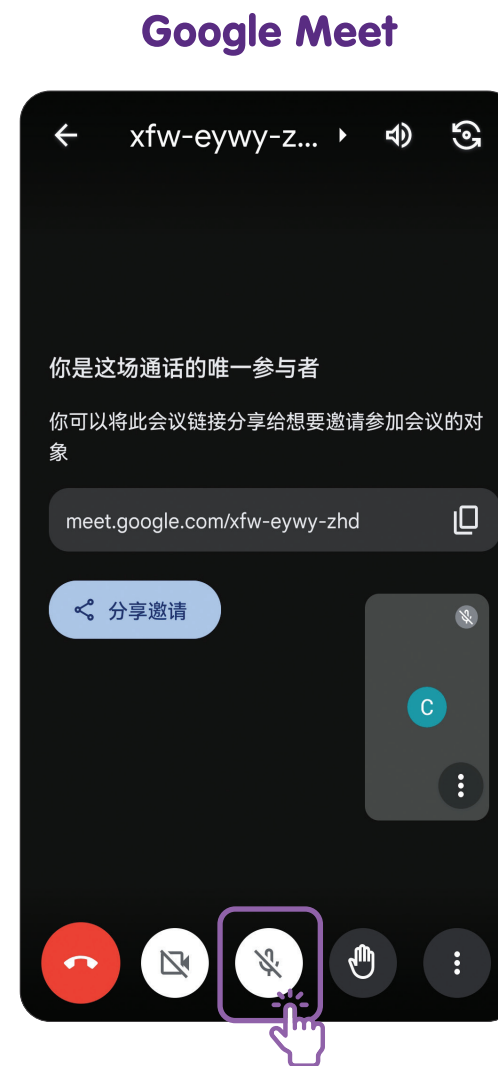 Google Meet
xfw-eywy-z...
你是这场通话的唯一参与者
你可以将此会议链接分享给想要邀请参加会议的对
象
meet.google.com/xfw-eywy-zhd
分享邀请
C